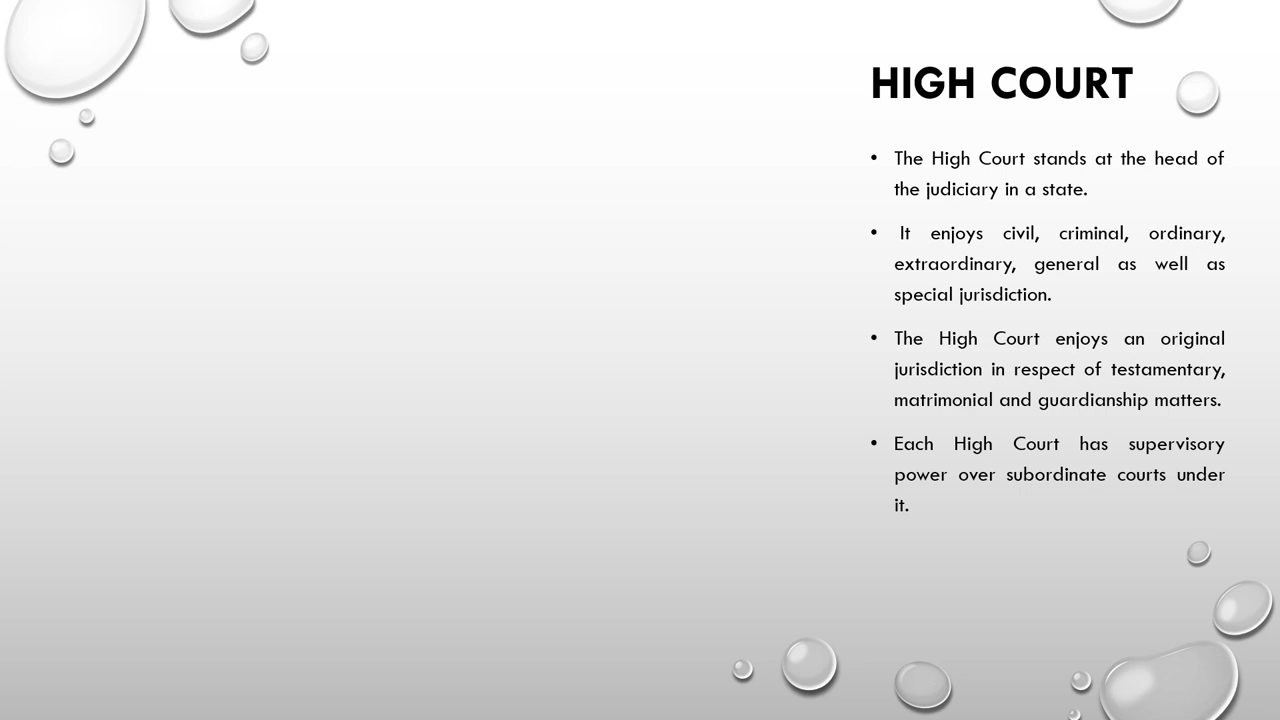 HIGH COURT
• The High Court stands at the head of
the judiciary in a state.
• It enjoys civil, criminal, ordinary,
extraordinary, general as well as
special jurisdiction.
• The High Court enjoys an original
jurisdiction in respect of testamentary,
matrimonial and guardianship matters.
• Each High Court has supervisory
power over subordinate courts under
it.